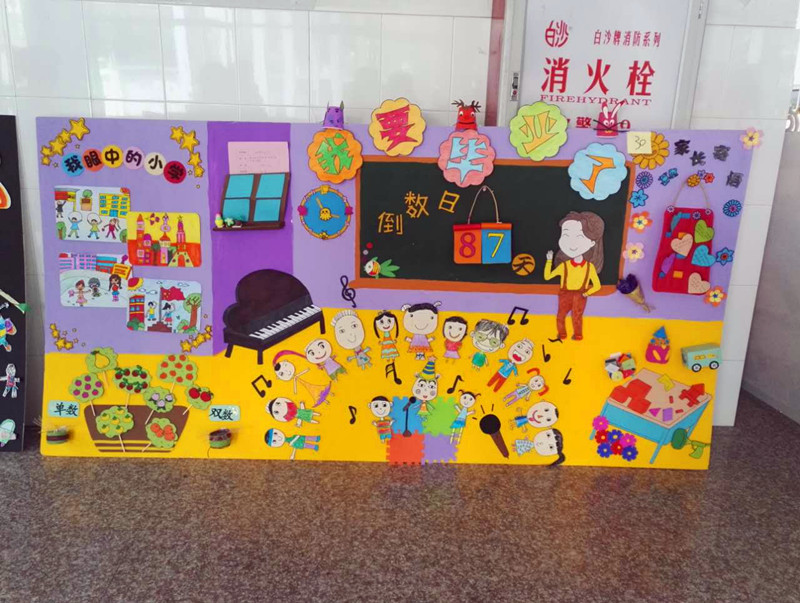 白沙
白沙牌消防系列
消火栓
FIREHYDRANT
我要毕业了
30
我眼中的小学
家长寄语
倒数日
87
天
单数
双数